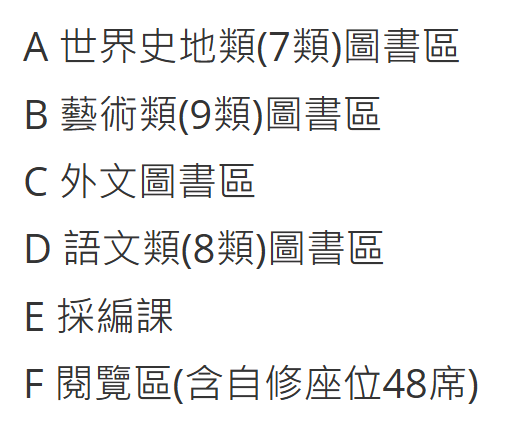 A 世界史地類(7類)圖書區
B 藝術類(9類)圖書區
C 外文圖書區
D 語文類(8類)圖書區
E 採編課
F 閱覽區(含自修座位48席)